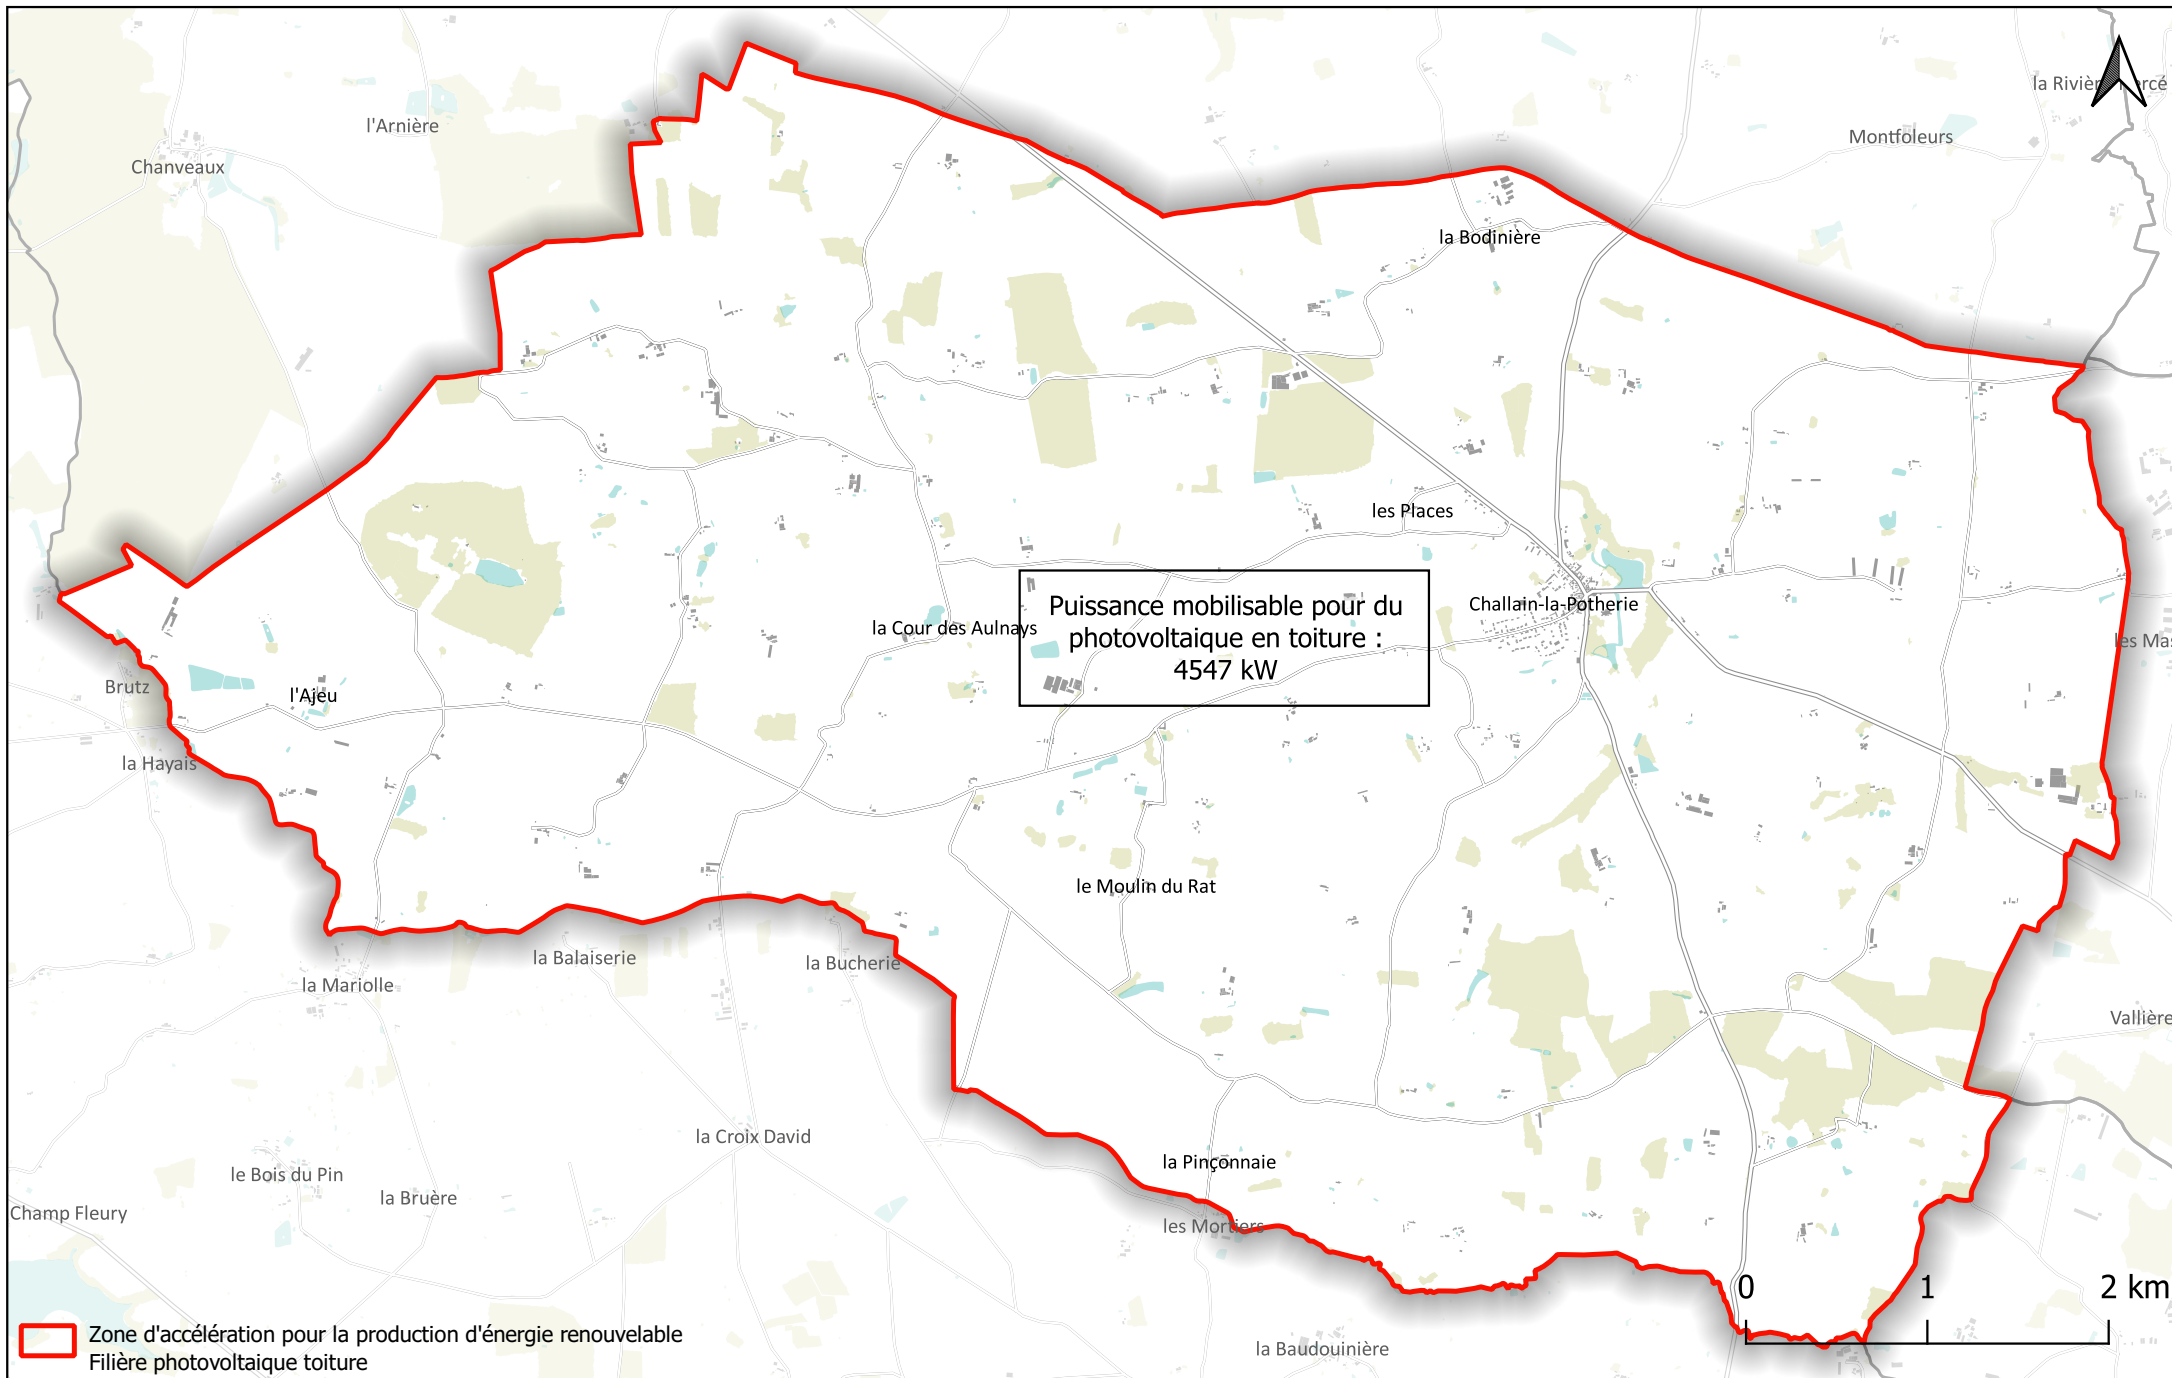 l'Arnière
Chanveaux
Montfoleurs
la Bodinière
les Places
Puissance mobilisable pour du
photovoltaique en toiture :
4547 kW
Challain-la-Potherie
la Cour des Aulnays
les Mas
Brutz
l'Ajeu
la Hayais
le Moulin du Rat
la Balaiserie
la Bucherie
la Mariolle
Vallière
la Croix David
la Pinçonnaie
le Bois du Pin
la Bruère
Champ Fleury
les Mortiers
0 1 2 km
la Baudouinière
Zone d'accélération pour la production d'énergie renouvelable
Filière photovoltaique toiture